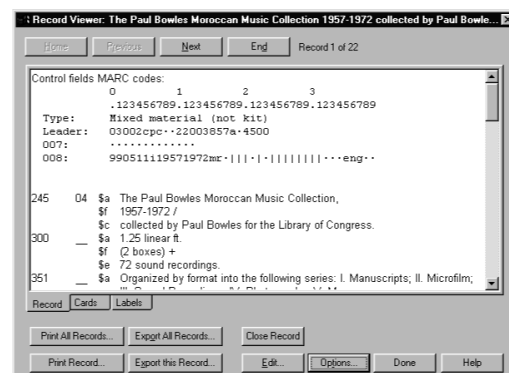 Record Viewer: The Paul Bowles Moroccan Music Collection 1957-1972 collected by Paul Bowle...
Home Previous Next End Record 1 of 22
Control fields MARC codes:
0 1 2 3
.123456789.123456789.123456789.123456789
Type: Mixed material (not kit)
Leader: 03002cpc··22003857a·4500
007: ·············
008: 990511i19571972mr·|||·|·||||||||···eng··
245 04 $a The Paul Bowles Moroccan Music Collection,
$f 1957-1972 /
$c collected by Paul Bowles for the Library of Congress.
300 __ $a 1.25 linear ft.
$f (2 boxes) +
$e 72 sound recordings.
351 __ $a Organized by format into the following series: I. Manuscripts; II. Microfilm;
Record Cards Labels
Print All Records... Export All Records... Close Record
Print Record... Export this Record... Edit... Options... Done Help